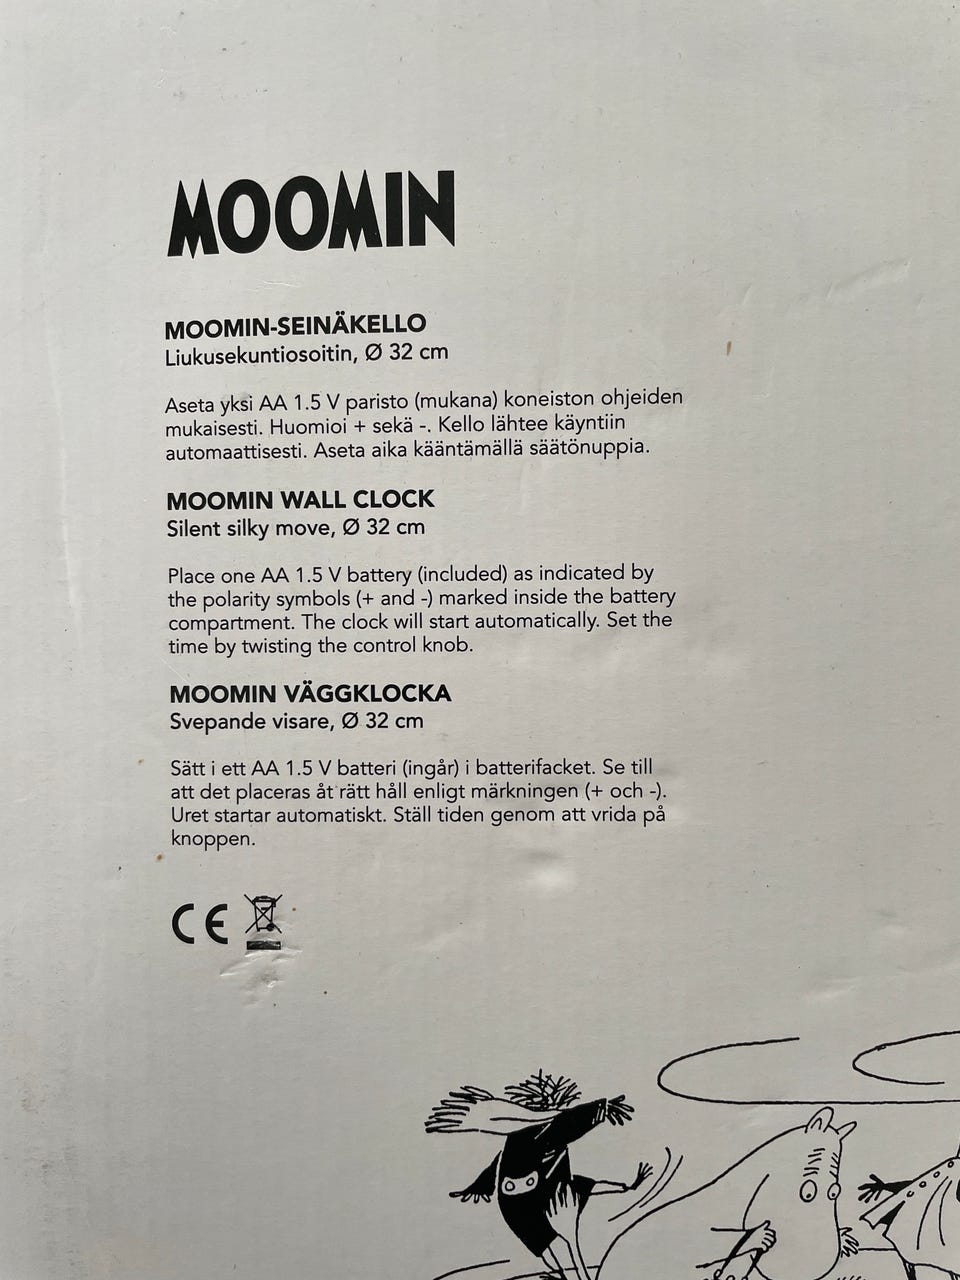 MOOMIN
MOOMIN-SEINÄKELLO
Liukusekuntiosoitin, Ø 32 cm
Aseta yksi AA 1.5 V paristo (mukana) koneiston ohjeiden
mukaisesti. Huomioi + sekä -. Kello lähtee käyntiin
automaattisesti. Aseta aika kääntämällä säätönuppia.
MOOMIN WALL CLOCK
Silent silky move, Ø 32 cm
Place one AA 1.5 V battery (included) as indicated by
the polarity symbols (+ and -) marked inside the battery
compartment. The clock will start automatically. Set the
time by twisting the control knob.
MOOMIN VÄGGKLOCKA
Svepande visare, Ø 32 cm
Sätt i ett AA 1.5 V batteri (ingår) i batterifacket. Se till
att det placeras åt rätt håll enligt märkningen (+ och -).
Uret startar automatiskt. Ställ tiden genom att vrida på
knoppen.
CE